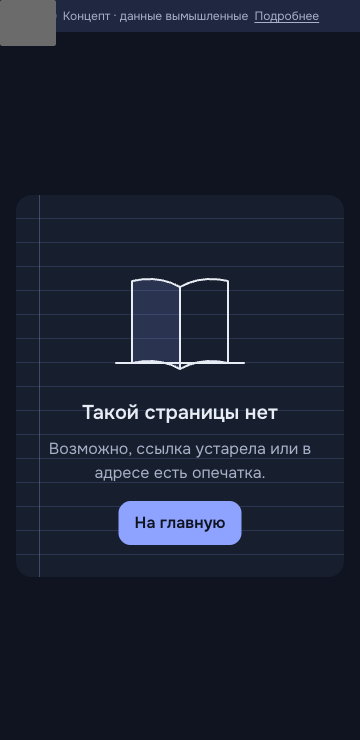 Концепт · данные вымышленные Подробнее
Такой страницы нет
Возможно, ссылка устарела или в
адресе есть опечатка.
На главную